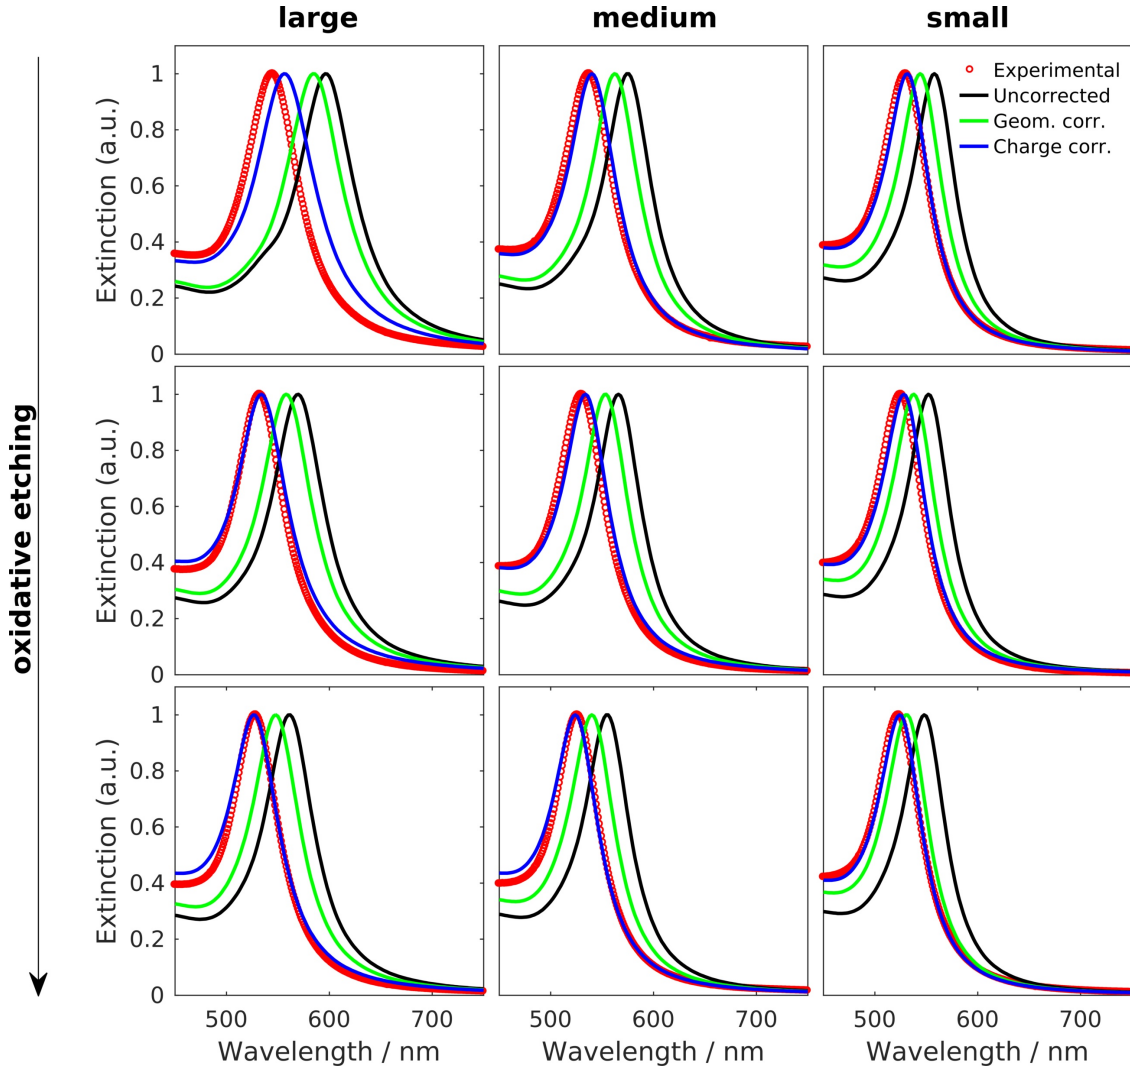 large medium small
oxidative etching
Extinction (a.u.)
1
0.8
0.6
0.4
0.2
0
Experimental
Uncorrected
Geom. corr.
Charge corr.
Extinction (a.u.)
1
0.8
0.6
0.4
0.2
0
Extinction (a.u.)
1
0.8
0.6
0.4
0.2
0
500 600 700 500 600 700 500 600 700
Wavelength / nm Wavelength / nm Wavelength / nm